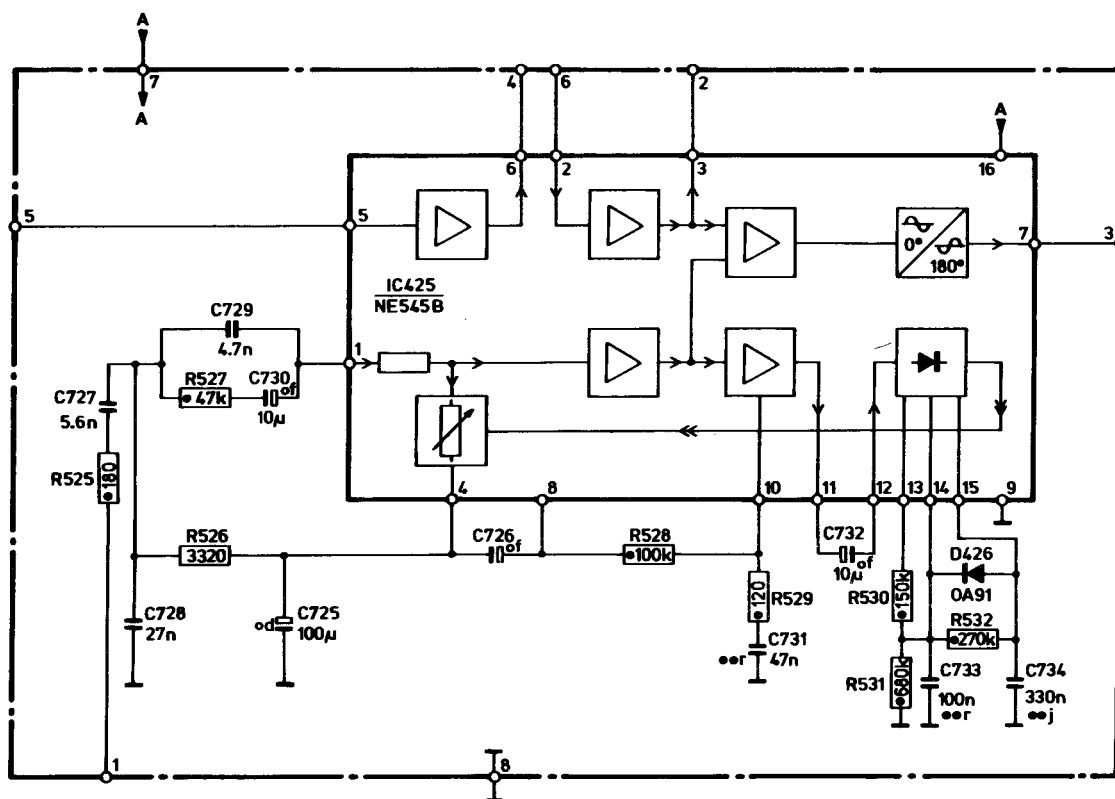 A
7
A
4
6
2
A
6
2
3
16
5
5
7
3
0°
180°
IC425
NE545B
C729
4.7n
1
R527
47k
C730
of
10µ
C727
5.6n
R525
180
4
8
10
11
12
13
14
15
9
R526
3320
C726
of
R528
100k
C732
of
10µ
D426
OA91
C728
27n
od
C725
100µ
120
R529
R530
150k
R532
270k
C731
47n
r
R531
680k
C733
100n
r
C734
330n
j
1
8